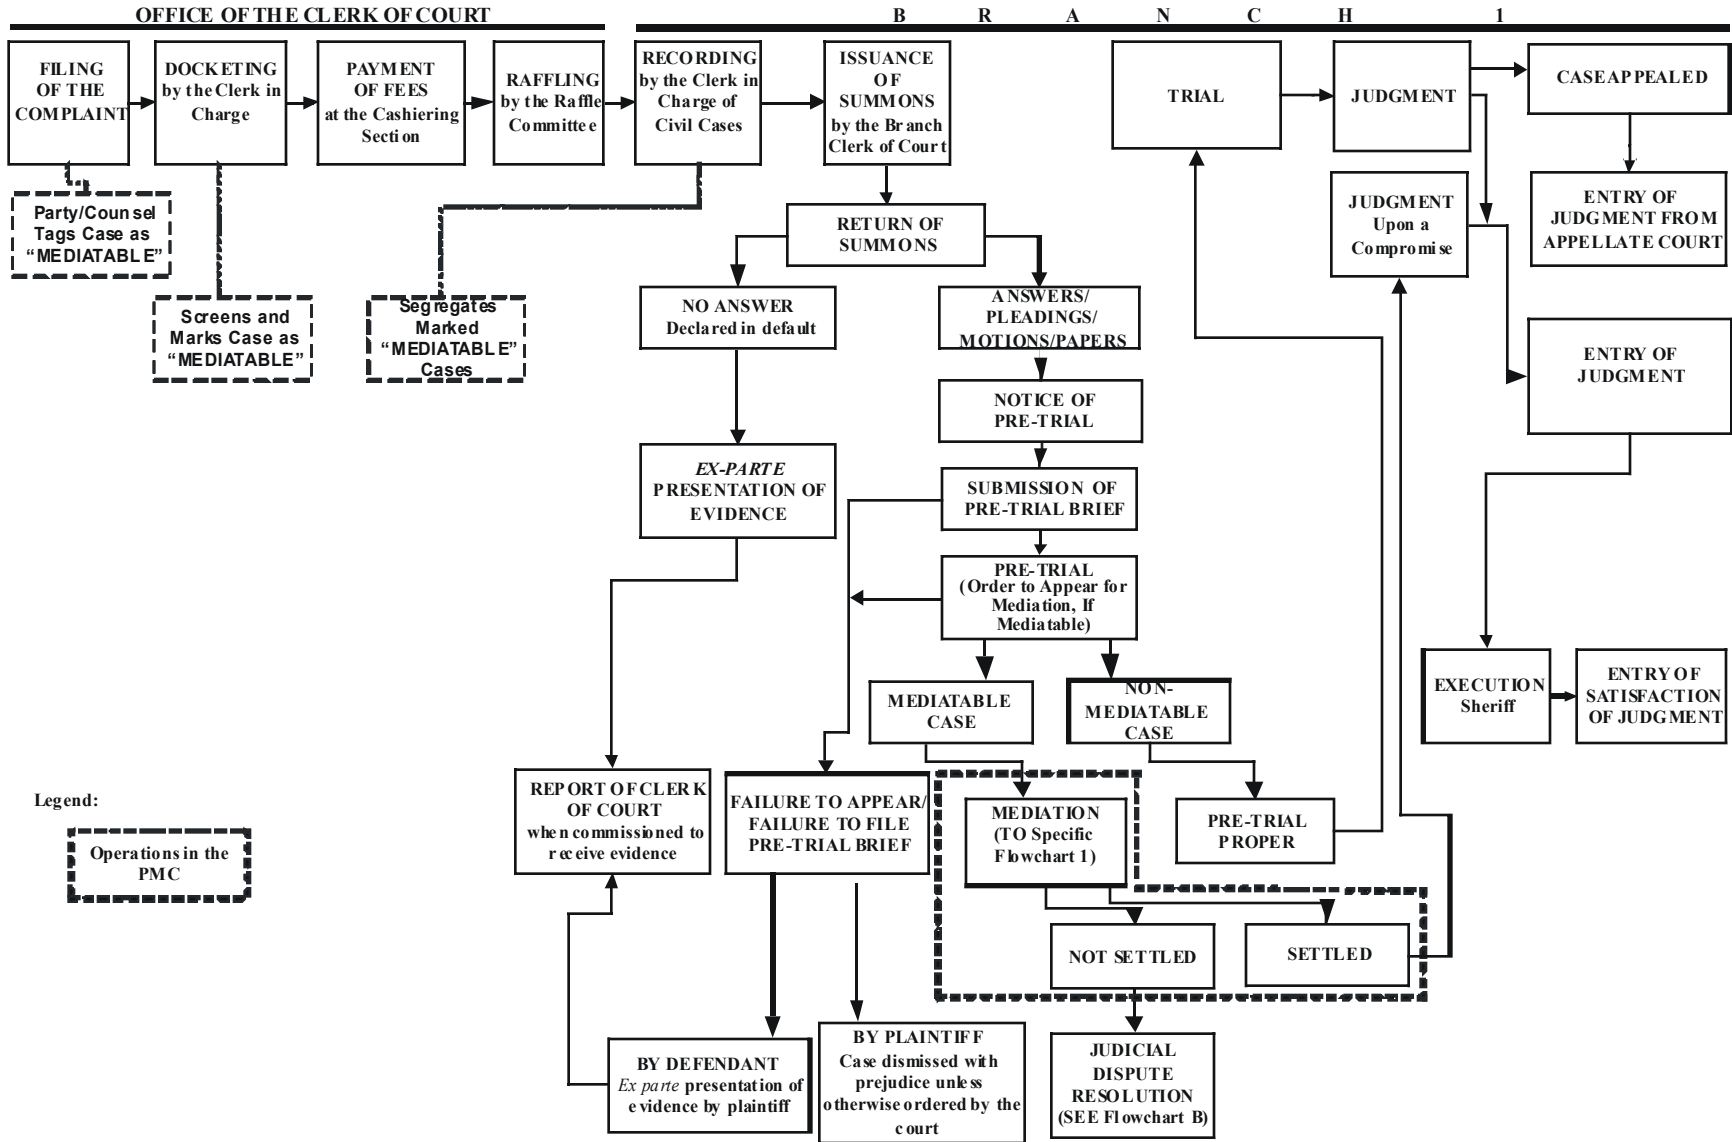 OFFICE OF THE CLERK OF COURT
B R A N C H 1
FILING
OF THE
COMPLAINT
DOCKETING
by the Clerk in
Charge
PAYMENT
OF FEES
at the Cashiering
Section
RAFFLING
by the Raffle
Committee
RECORDING
by the Clerk in
Charge of
Civil Cases
ISSUANCE
OF
SUMMONS
by the Branch
Clerk of Court
TRIAL
JUDGMENT
CASE APPEALED
Party/Counsel
Tags Case as
“MEDIATABLE”
Screens and
Marks Case as
“MEDIATABLE”
Segregates
Marked
“MEDIATABLE”
Cases
RETURN OF
SUMMONS
JUDGMENT
Upon a
Compromise
ENTRY OF
JUDGMENT FROM
APPELLATE COURT
NO ANSWER
Declared in default
ANSWERS/
PLEADINGS/
MOTIONS/PAPERS
ENTRY OF
JUDGMENT
NOTICE OF
PRE-TRIAL
EX-PARTE
PRESENTATION OF
EVIDENCE
SUBMISSION OF
PRE-TRIAL BRIEF
PRE-TRIAL
(Order to Appear for
Mediation, If
Mediatable)
MEDIATABLE
CASE
NON-
MEDIATABLE
CASE
EXECUTION
Sheriff
ENTRY OF
SATISFACTION
OF JUDGMENT
Legend:
Operations in the
PMC
REPORT OF CLERK
OF COURT
when commissioned to
receive evidence
FAILURE TO APPEAR/
FAILURE TO FILE
PRE-TRIAL BRIEF
MEDIATION
(TO Specific
Flowchart 1)
PRE-TRIAL
PROPER
NOT SETTLED
SETTLED
BY DEFENDANT
Ex parte presentation of
evidence by plaintiff
BY PLAINTIFF
Case dismissed with
prejudice unless
otherwise ordered by the
court
JUDICIAL
DISPUTE
RESOLUTION
(SEE Flowchart B)